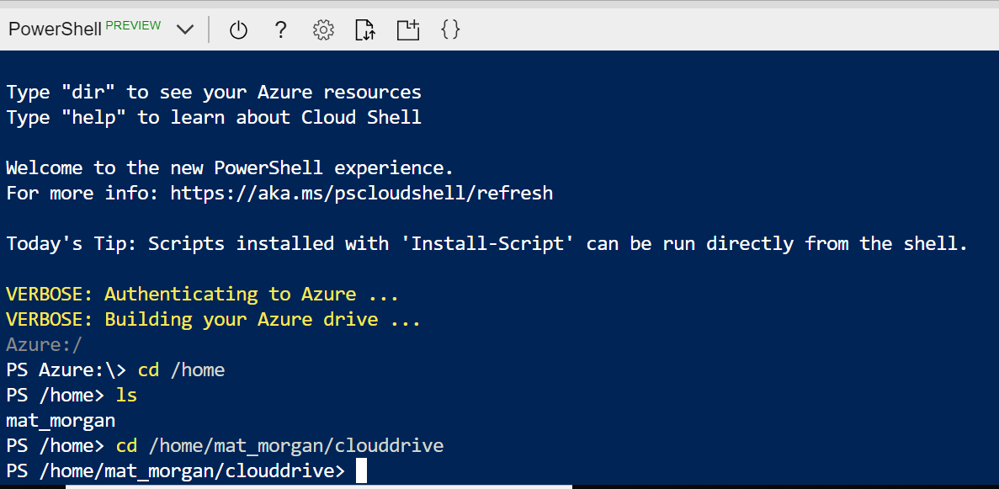 PowerShell PREVIEW
Type "dir" to see your Azure resources
Type "help" to learn about Cloud Shell
Welcome to the new PowerShell experience.
For more info: https://aka.ms/pscloudshell/refresh
Today's Tip: Scripts installed with 'Install-Script' can be run directly from the shell.
VERBOSE: Authenticating to Azure ...
VERBOSE: Building your Azure drive ...
Azure:/
PS Azure:\> cd /home
PS /home> ls
mat_morgan
PS /home> cd /home/mat_morgan/clouddrive
PS /home/mat_morgan/clouddrive>